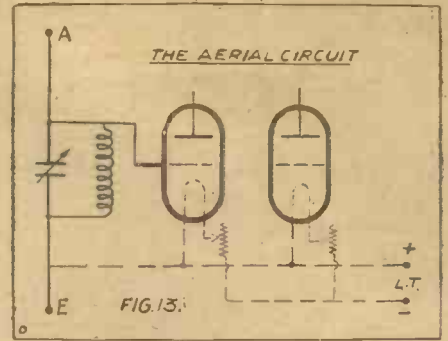 A
THE AERIAL CIRCUIT
+
L.T.
-
E
FIG.13.